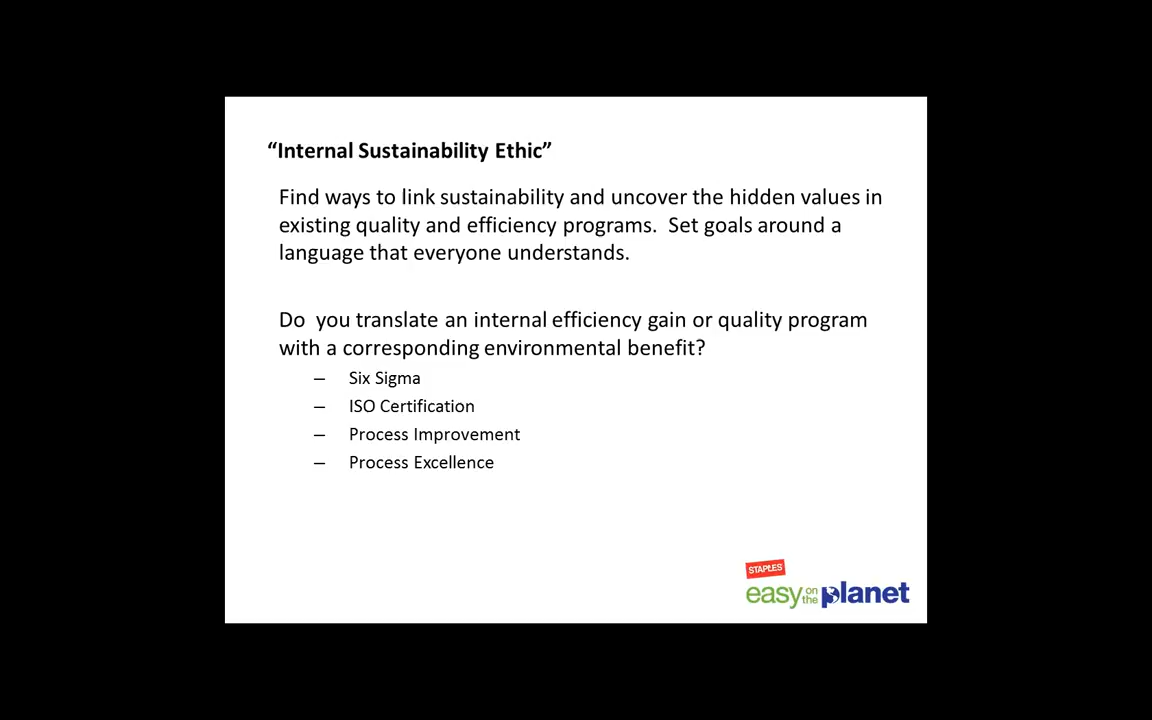 “Internal Sustainability Ethic”
Find ways to link sustainability and uncover the hidden values in
existing quality and efficiency programs.  Set goals around a
language that everyone understands.
Do  you translate an internal efficiency gain or quality program
with a corresponding environmental benefit?
– Six Sigma
– ISO Certification
– Process Improvement
– Process Excellence
STAPLES
easy on the planet